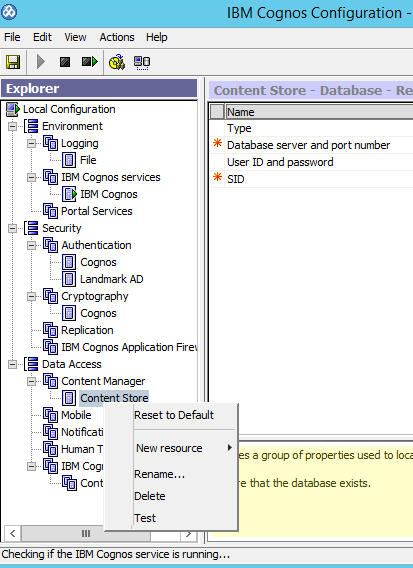 IBM Cognos Configuration -
File Edit View Actions Help
Explorer
Local Configuration
Environment
Logging
File
IBM Cognos services
IBM Cognos
Portal Services
Security
Authentication
Cognos
Landmark AD
Cryptography
Cognos
Replication
IBM Cognos Application Firew
Data Access
Content Manager
Content Store
Mobile
Notificati
Human T
IBM Cogn
Cont
Reset to Default
New resource
Rename...
Delete
Test
Content Store - Database - Re
Name
Type
Database server and port number
User ID and password
SID
es a group of properties used to loca
re that the database exists.
Checking if the IBM Cognos service is running...